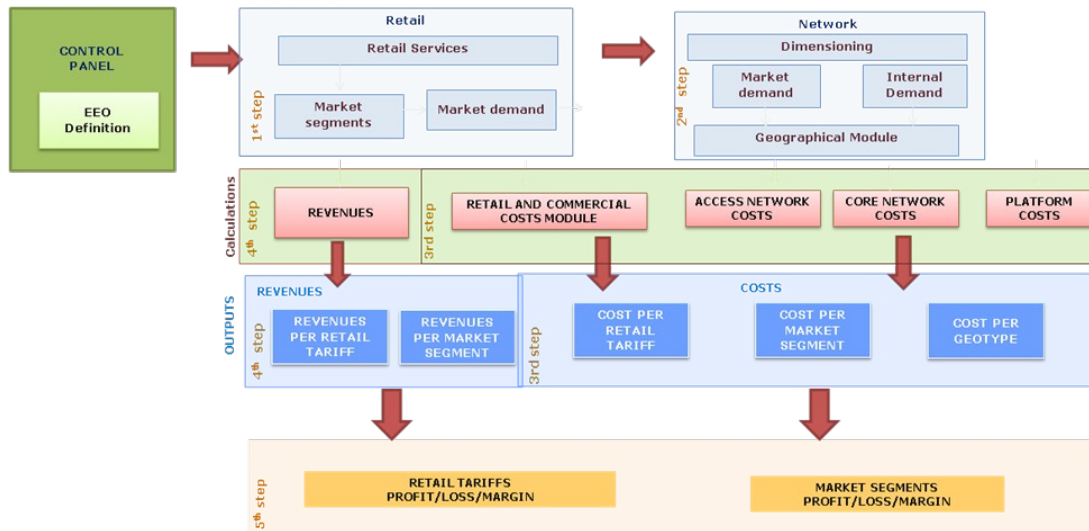 CONTROL
PANEL
EEO
Definition
Retail
Retail Services
Market
segments
Market demand
1st step
Network
Dimensioning
Market
demand
Internal
Demand
Geographical Module
2nd step
Calculations
4th step
REVENUES
3rd step
RETAIL AND COMMERCIAL
COSTS MODULE
ACCESS NETWORK
COSTS
CORE NETWORK
COSTS
PLATFORM
COSTS
OUTPUTS
REVENUES
4th step
REVENUES
PER RETAIL
TARIFF
REVENUES
PER MARKET
SEGMENT
COSTS
3rd step
COST PER
RETAIL
TARIFF
COST PER
MARKET
SEGMENT
COST PER
GEOTYPE
5th step
RETAIL TARIFFS
PROFIT/LOSS/MARGIN
MARKET SEGMENTS
PROFIT/LOSS/MARGIN